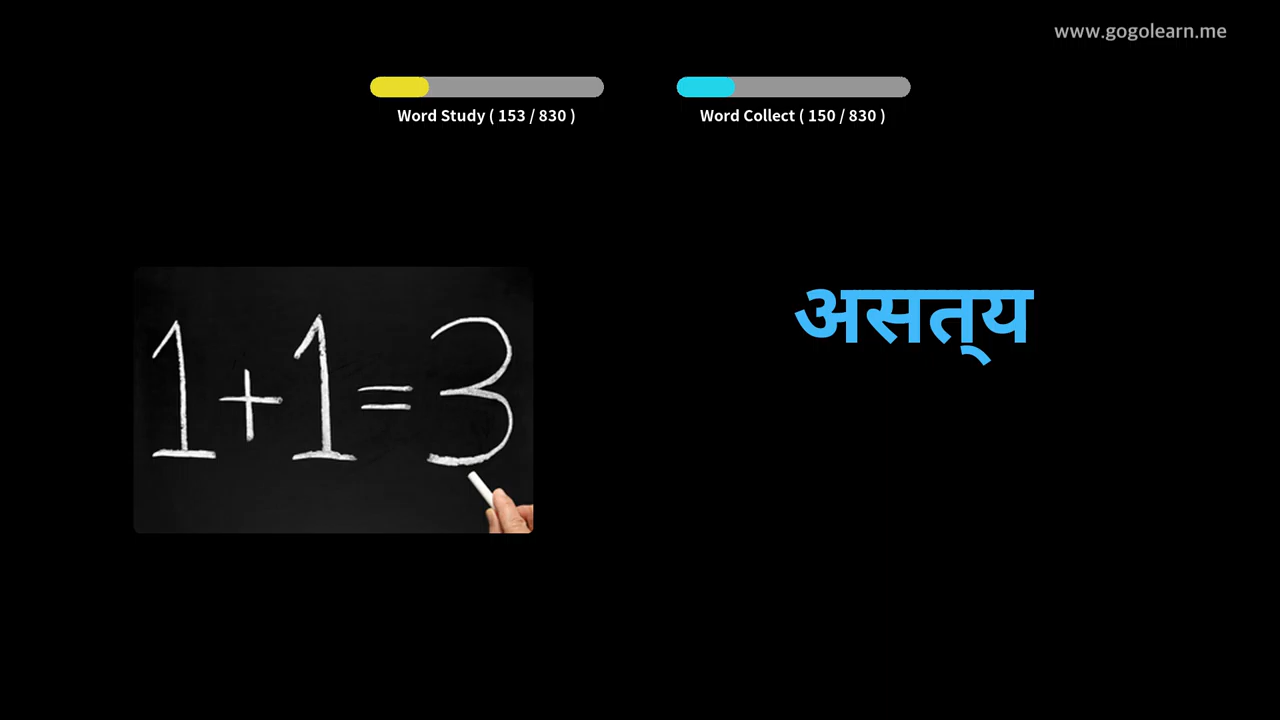 www.gogolearn.me
Word Study ( 153 / 830 )
Word Collect ( 150 / 830 )
1+1=3
असत्‌य